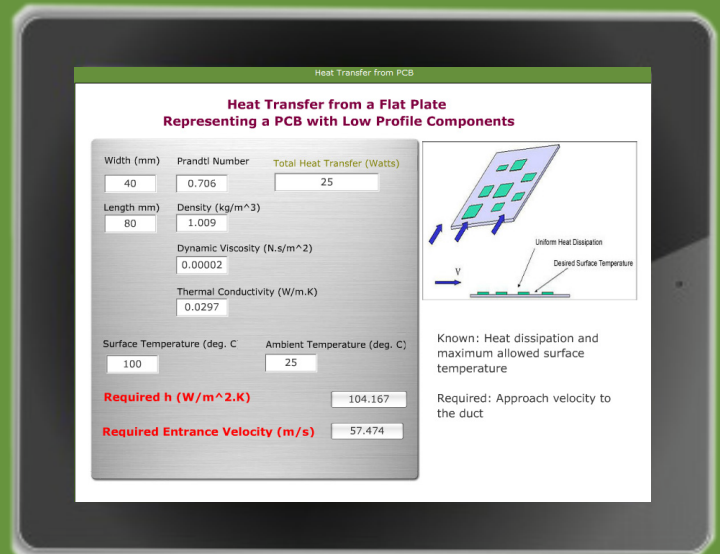 Heat Transfer from PCB
Heat Transfer from a Flat Plate
Representing a PCB with Low Profile Components
Width (mm)
Prandtl Number
Total Heat Transfer (Watts)
40
0.706
25
Length mm)
Density (kg/m^3)
80
1.009
Dynamic Viscosity (N.s/m^2)
0.00002
Thermal Conductivity (W/m.K)
0.0297
Surface Temperature (deg. C
Ambient Temperature (deg. C)
100
25
Required h (W/m^2.K)
104.167
Required Entrance Velocity (m/s)
57.474
Uniform Heat Dissipation
Desired Surface Temperature
V
Known: Heat dissipation and
maximum allowed surface
temperature
Required: Approach velocity to
the duct